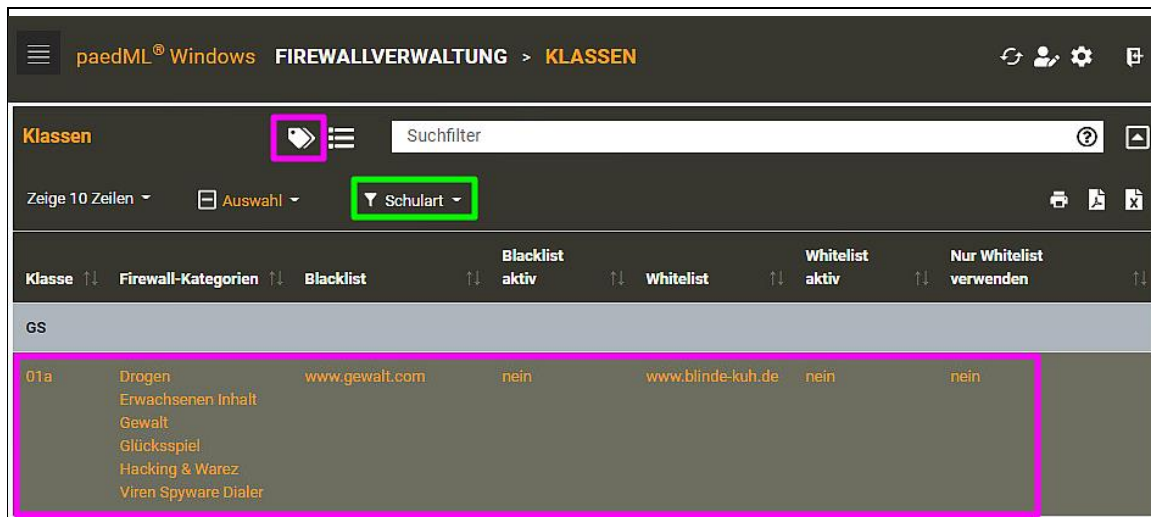 paedML® Windows FIREWALLVERWALTUNG > KLASSEN
Klassen Suchfilter
Zeige 10 Zeilen Auswahl Schulart
Klasse Firewall-Kategorien Blacklist Blacklist aktiv Whitelist Whitelist aktiv Nur Whitelist verwenden
GS
01a Drogen www.gewalt.com nein www.blinde-kuh.de nein nein
Erwachsenen Inhalt
Gewalt
Glücksspiel
Hacking & Warez
Viren Spyware Dialer